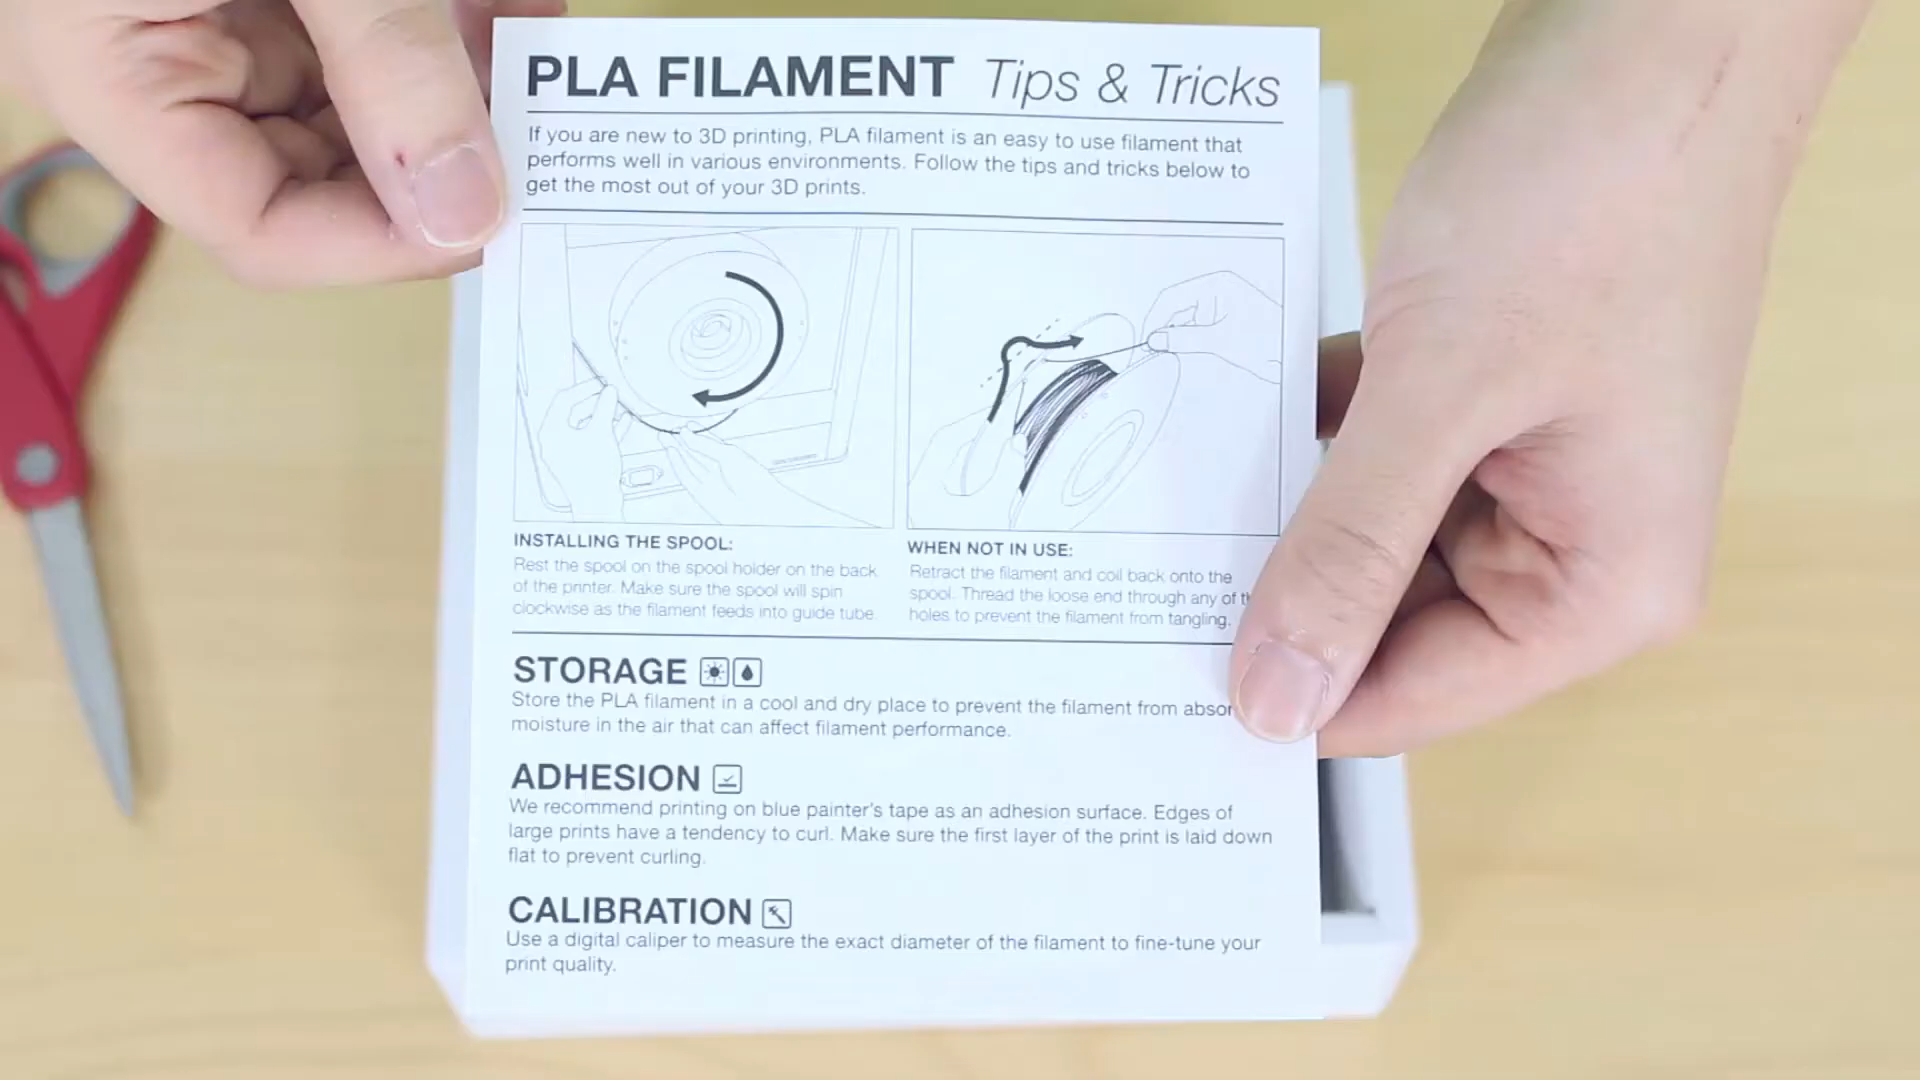 PLA FILAMENT Tips & Tricks
If you are new to 3D printing, PLA filament is an easy to use filament that
performs well in various environments. Follow the tips and tricks below to
get the most out of your 3D prints.
INSTALLING THE SPOOL:
Rest the spool on the spool holder on the back
of the printer. Make sure the spool will spin
clockwise as the filament feeds into guide tube.
WHEN NOT IN USE:
Retract the filament and coil back onto the
spool. Thread the loose end through any of
holes to prevent the filament from tangling.
STORAGE
Store the PLA filament in a cool and dry place to prevent the filament from
moisture in the air that can affect filament performance.
ADHESION
We recommend printing on blue painter's tape as an adhesion surface. Edges of
large prints have a tendency to curl. Make sure the first layer of the print is laid down
flat to prevent curling.
CALIBRATION
Use a digital caliper to measure the exact diameter of the filament to fine-tune your
print quality.